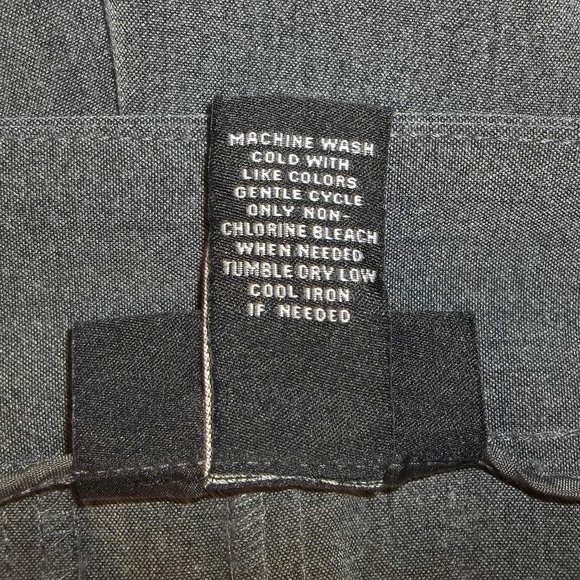 MACHINE WASH
COLD WITH
LIKE COLORS
GENTLE CYCLE
ONLY NON-
CHLORINE BLEACH
WHEN NEEDED
TUMBLE DRY LOW
COOL IRON
IF NEEDED